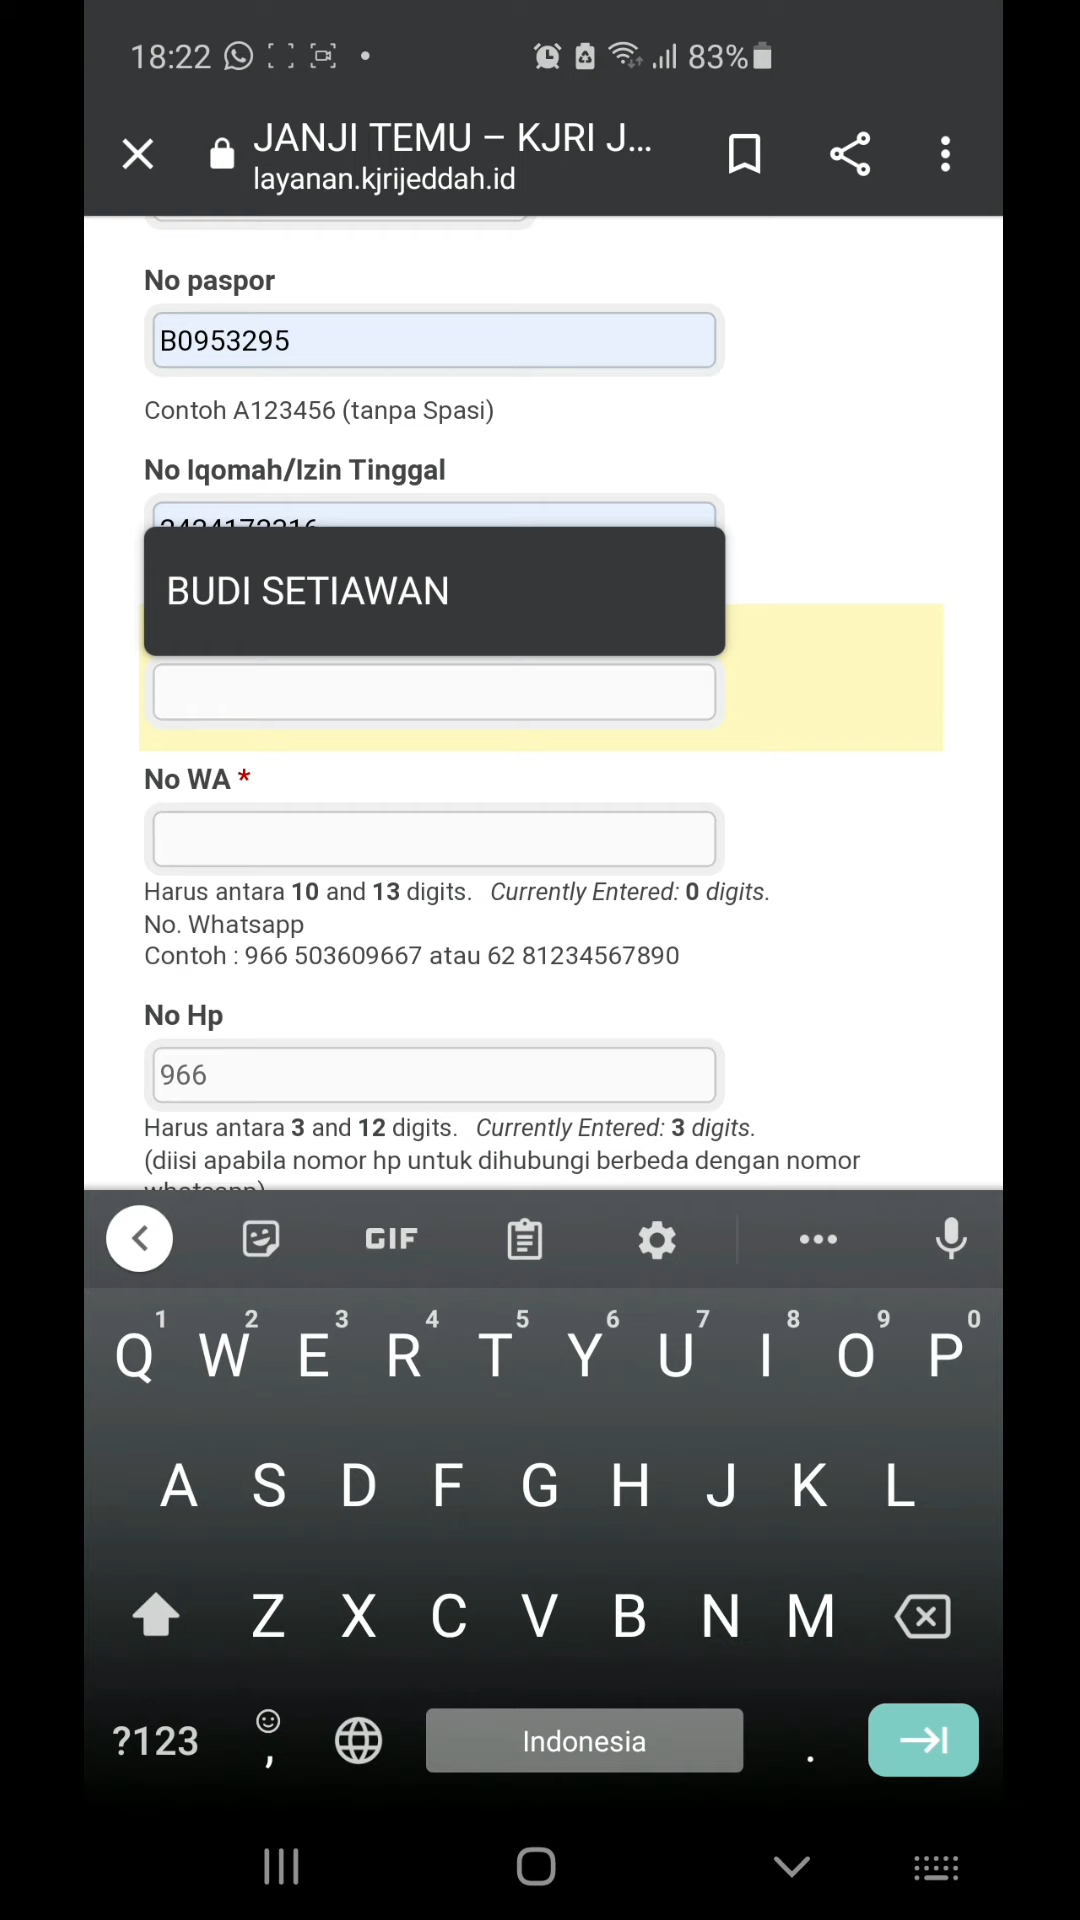 18:22
83%
JANJI TEMU – KJRI J...
layanan.kjrijeddah.id
No paspor
B0953295
Contoh A123456 (tanpa Spasi)
No Iqomah/Izin Tinggal
BUDI SETIAWAN
No WA *
Harus antara 10 and 13 digits. Currently Entered: 0 digits.
No. Whatsapp
Contoh : 966 503609667 atau 62 81234567890
No Hp
966
Harus antara 3 and 12 digits. Currently Entered: 3 digits.
(diisi apabila nomor hp untuk dihubungi berbeda dengan nomor
whatsapp)
GIF
1 2 3 4 5 6 7 8 9 0
Q W E R T Y U I O P
A S D F G H J K L
Z X C V B N M
?123 , Indonesia .